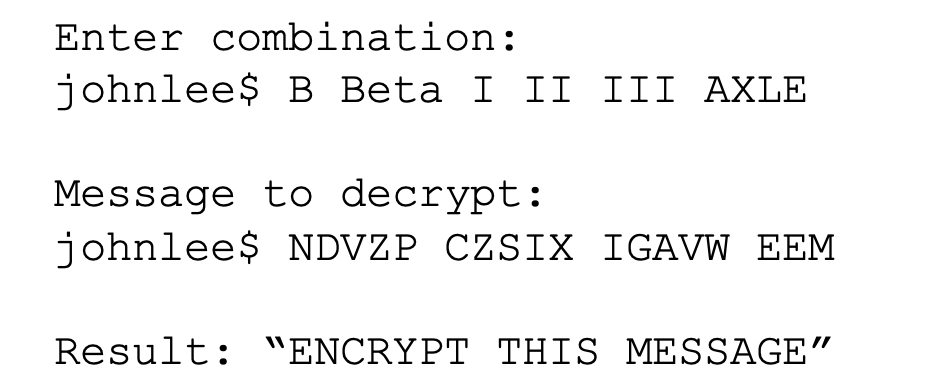 Enter combination:
johnlee$ B Beta I II III AXLE
Message to decrypt:
johnlee$ NDVZP CZSIX IGAVW EEM
Result: “ENCRYPT THIS MESSAGE”